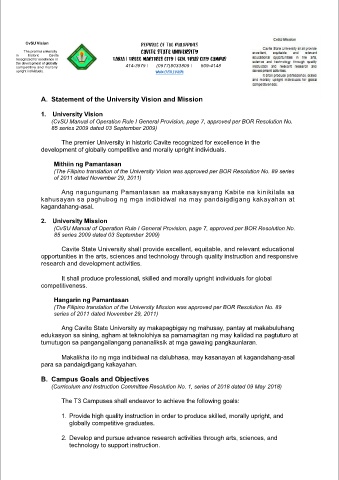 CvSU Vision
The premier university
in historic Cavite
recognized for excellence in
the development of globally
competitive and morally
upright individuals.
REPUBLIC OF THE PHILIPPINES
CAVITE STATE UNIVERSITY
CvSU Mission
Cavite State University shall provide
excellent, equitable and relevant
educational opportunities in the arts,
science and technology through quality
instruction and relevant research and
development activities.
It shall produce professional, skilled
and morally upright individuals for global
competitiveness.
A. Statement of the University Vision and Mission
1. University Vision
(CvSU Manual of Operation Rule I General Provision, page 7, approved per BOR Resolution No.
85 series 2009 dated 03 September 2009)
The premier University in historic Cavite recognized for excellence in the
development of globally competitive and morally upright individuals.
Mithiin ng Pamantasan
(The Filipino translation of the University Vision was approved per BOR Resolution No. 89 series
of 2011 dated November 29, 2011)
Ang nangungunang Pamantasan sa makasaysayang Kabite na kinikilala sa
kahusayan sa paghubog ng mga indibidwal na may pandaigdigang kakayahan at
kagandahang-asal.
2. University Mission
(CvSU Manual of Operation Rule I General Provision, page 7, approved per BOR Resolution No.
85 series 2009 dated 03 September 2009)
Cavite State University shall provide excellent, equitable, and relevant educational
opportunities in the arts, sciences and technology through quality instruction and responsive
research and development activities.
It shall produce professional, skilled and morally upright individuals for global
competitiveness.
Hangarin ng Pamantasan
(The Filipino translation of the University Mission was approved per BOR Resolution No. 89
series of 2011 dated November 29, 2011)
Ang Cavite State University ay makapagbigay ng mahusay, pantay at makabuluhang
edukasyon sa sining, agham at teknolohiya sa pamamagitan ng may kalidad na pagtuturo at
tumutugon sa pangangailangang pananaliksik at mga gawaing pangkaunlaran.
Makalikha ito ng mga indibidwal na dalubhasa, may kasanayan at kagandahang-asal
para sa pandaigdigang kakayahan.
B. Campus Goals and Objectives
(Curriculum and Instruction Committee Resolution No. 1, series of 2018 dated 09 May 2018)
The T3 Campuses shall endeavor to achieve the following goals:
1. Provide high quality instruction in order to produce skilled, morally upright, and
globally competitive graduates.
2. Develop and pursue advance research activities through arts, sciences, and
technology to support instruction.